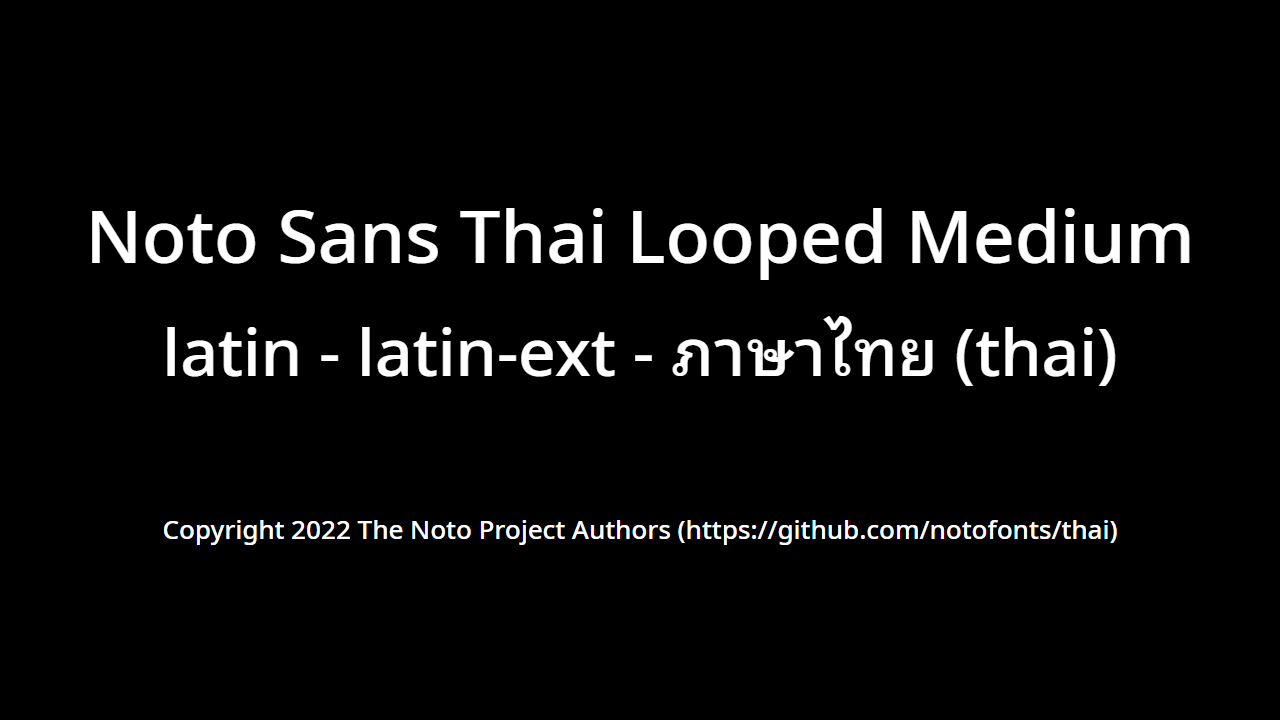 Noto Sans Thai Looped Medium
latin - latin-ext - ภาษาไทย (thai)
Copyright 2022 The Noto Project Authors (https://github.com/notofonts/thai)